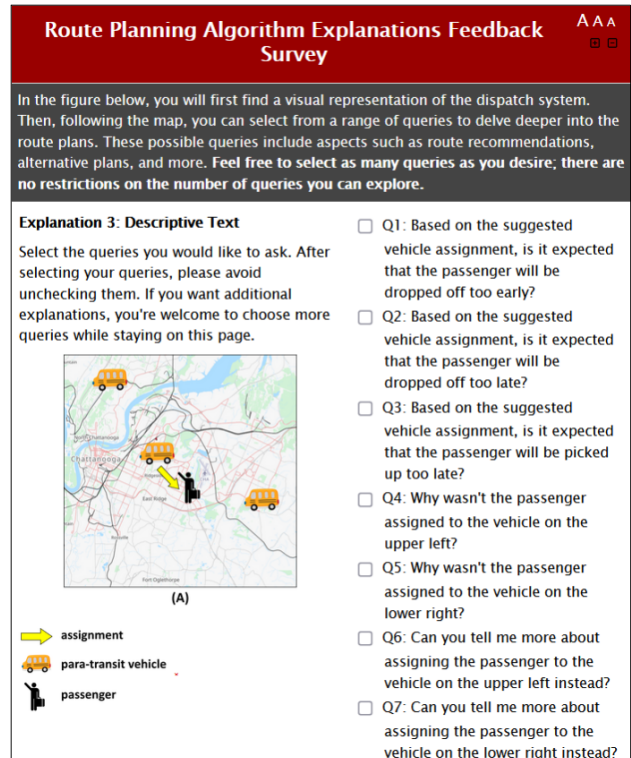 Route Planning Algorithm Explanations Feedback
Survey
A A A
In the figure below, you will first find a visual representation of the dispatch system.
Then, following the map, you can select from a range of queries to delve deeper into the
route plans. These possible queries include aspects such as route recommendations,
alternative plans, and more. Feel free to select as many queries as you desire; there are
no restrictions on the number of queries you can explore.
Explanation 3: Descriptive Text
Select the queries you would like to ask. After
selecting your queries, please avoid
unchecking them. If you want additional
explanations, you're welcome to choose more
queries while staying on this page.
North Chattanooga
Chattanooga
East Ridge
Rossville
Fort Oglethorpe
(A)
assignment
para-transit vehicle
passenger
Q1: Based on the suggested
vehicle assignment, is it expected
that the passenger will be
dropped off too early?
Q2: Based on the suggested
vehicle assignment, is it expected
that the passenger will be
dropped off too late?
Q3: Based on the suggested
vehicle assignment, is it expected
that the passenger will be picked
up too late?
Q4: Why wasn't the passenger
assigned to the vehicle on the
upper left?
Q5: Why wasn't the passenger
assigned to the vehicle on the
lower right?
Q6: Can you tell me more about
assigning the passenger to the
vehicle on the upper left instead?
Q7: Can you tell me more about
assigning the passenger to the
vehicle on the lower right instead?